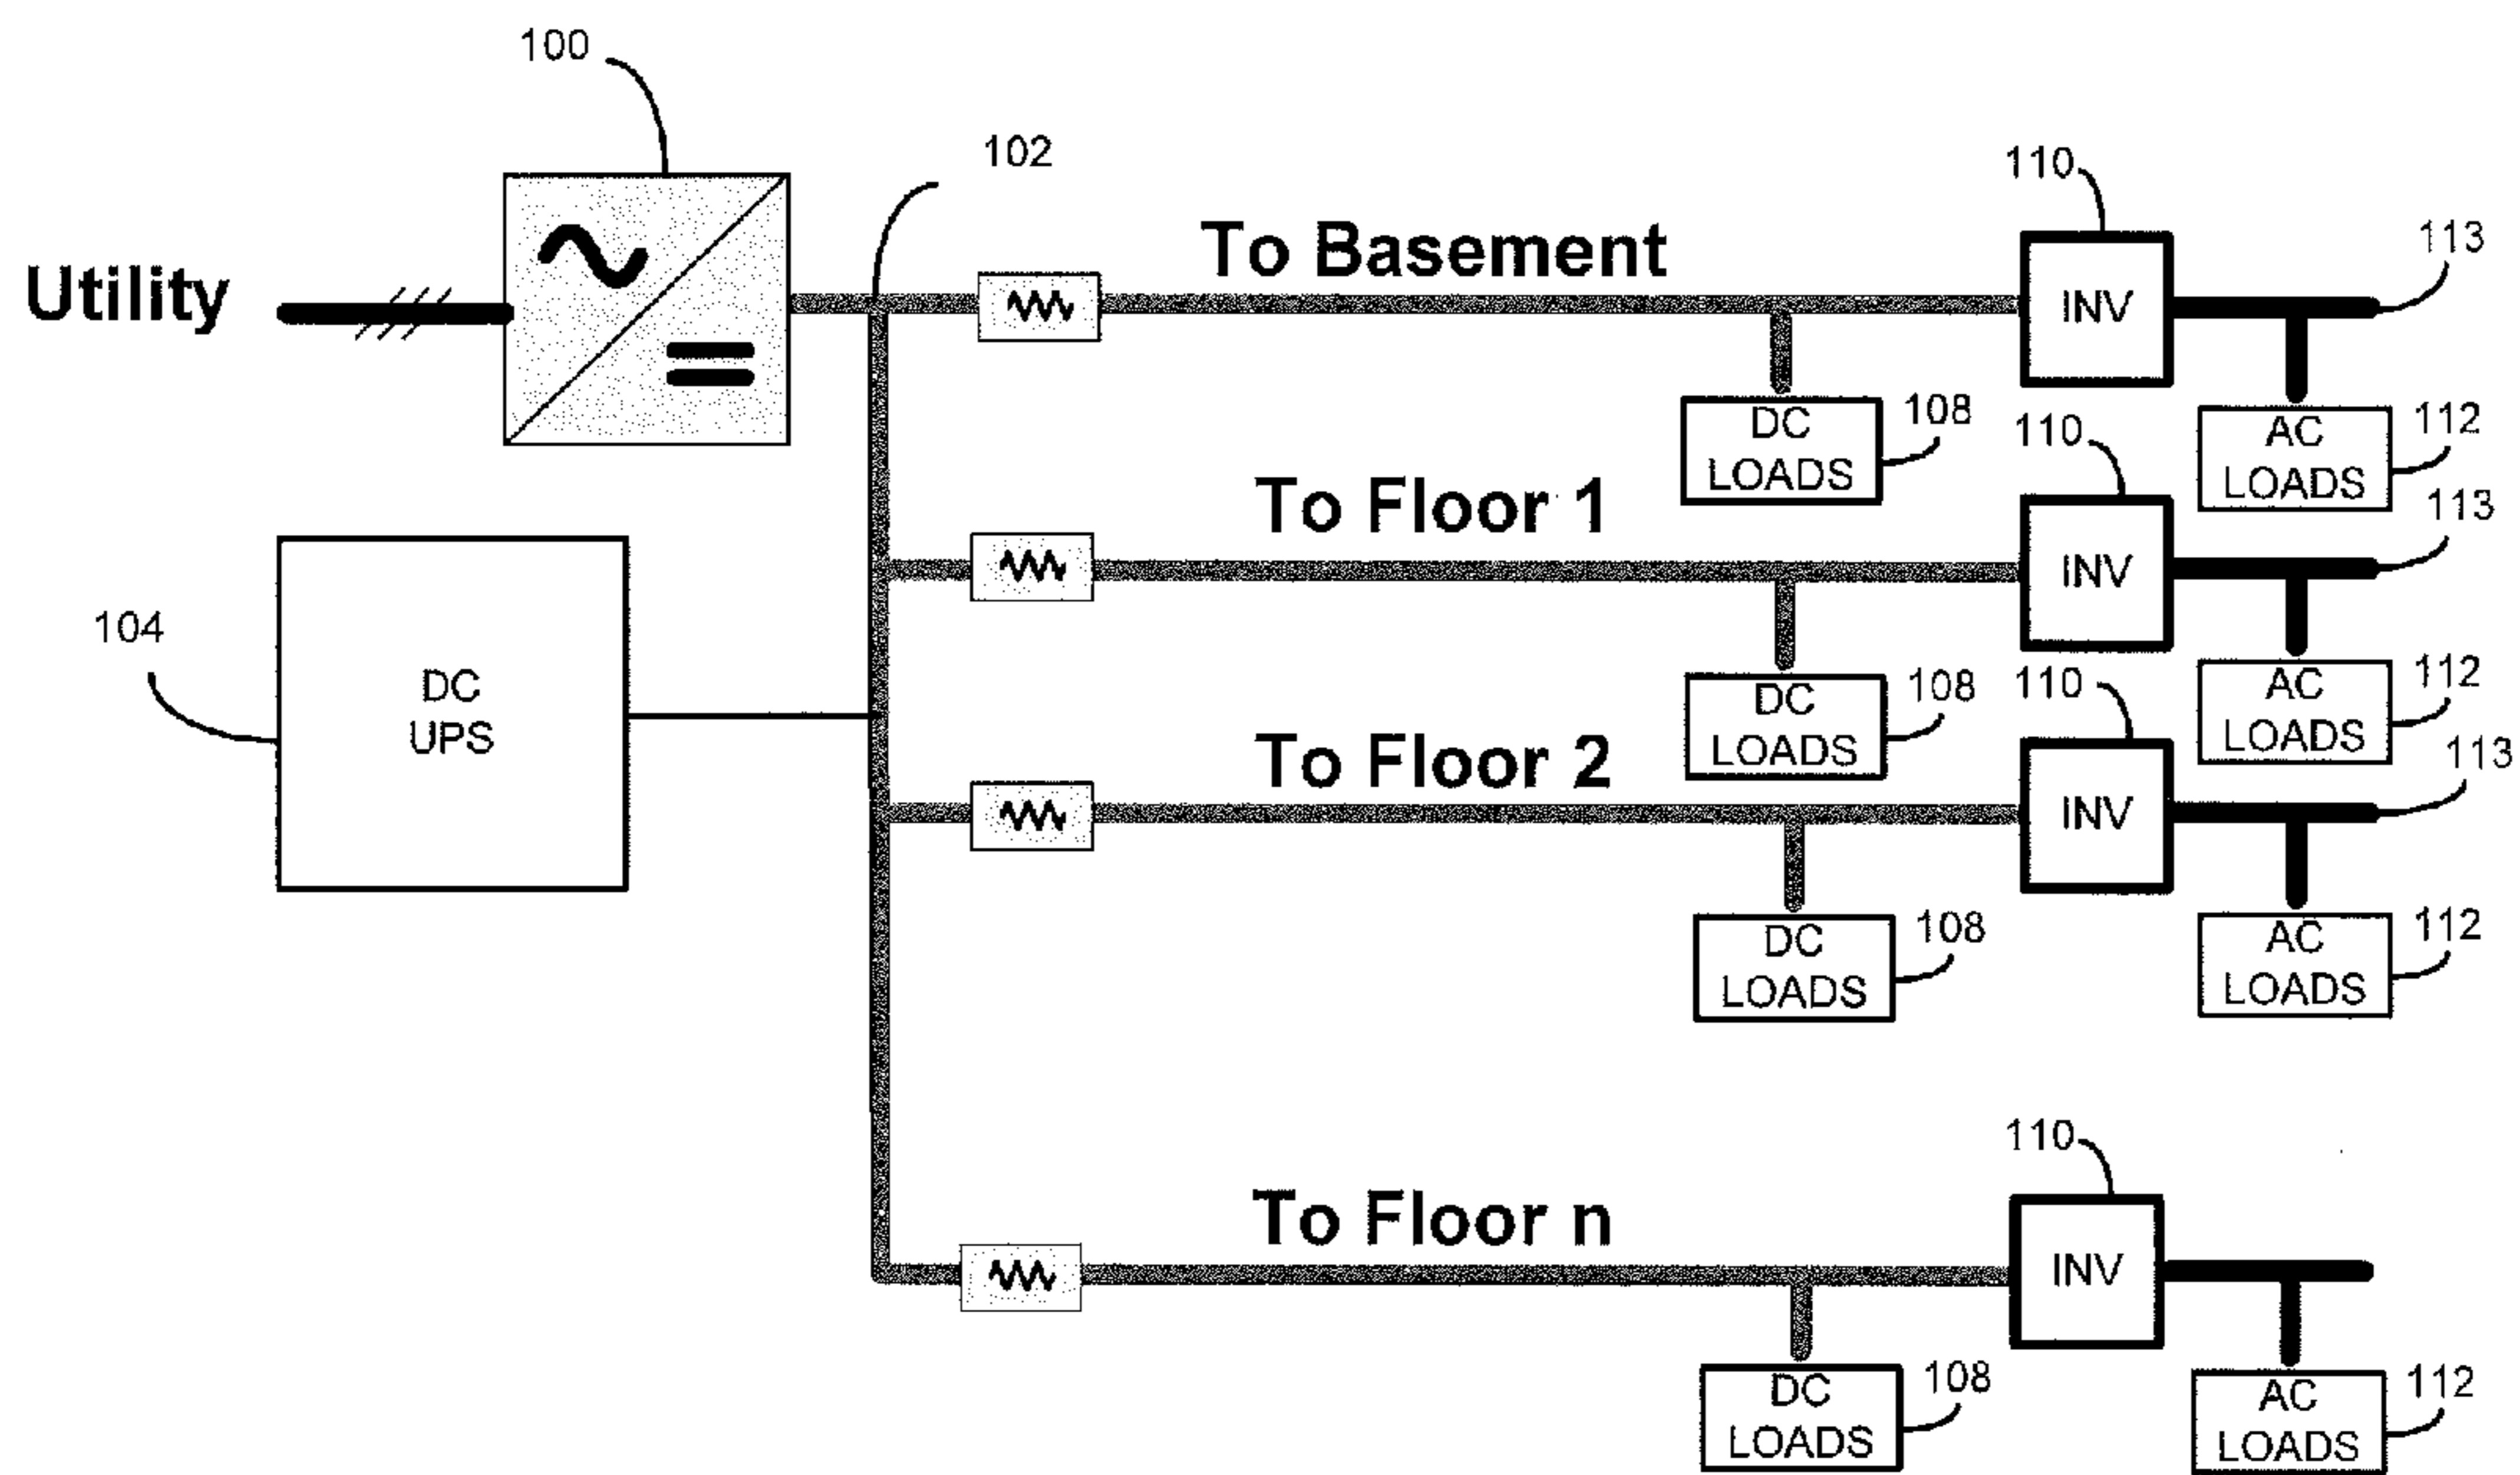 100
102
Utility
To Basement
110
INV
113
DC
LOADS
108
AC
LOADS
112
To Floor 1
110
INV
113
DC
LOADS
108
AC
LOADS
112
104
DC
UPS
To Floor 2
110
INV
113
DC
LOADS
108
AC
LOADS
112
To Floor n
110
INV
DC
LOADS
108
AC
LOADS
112